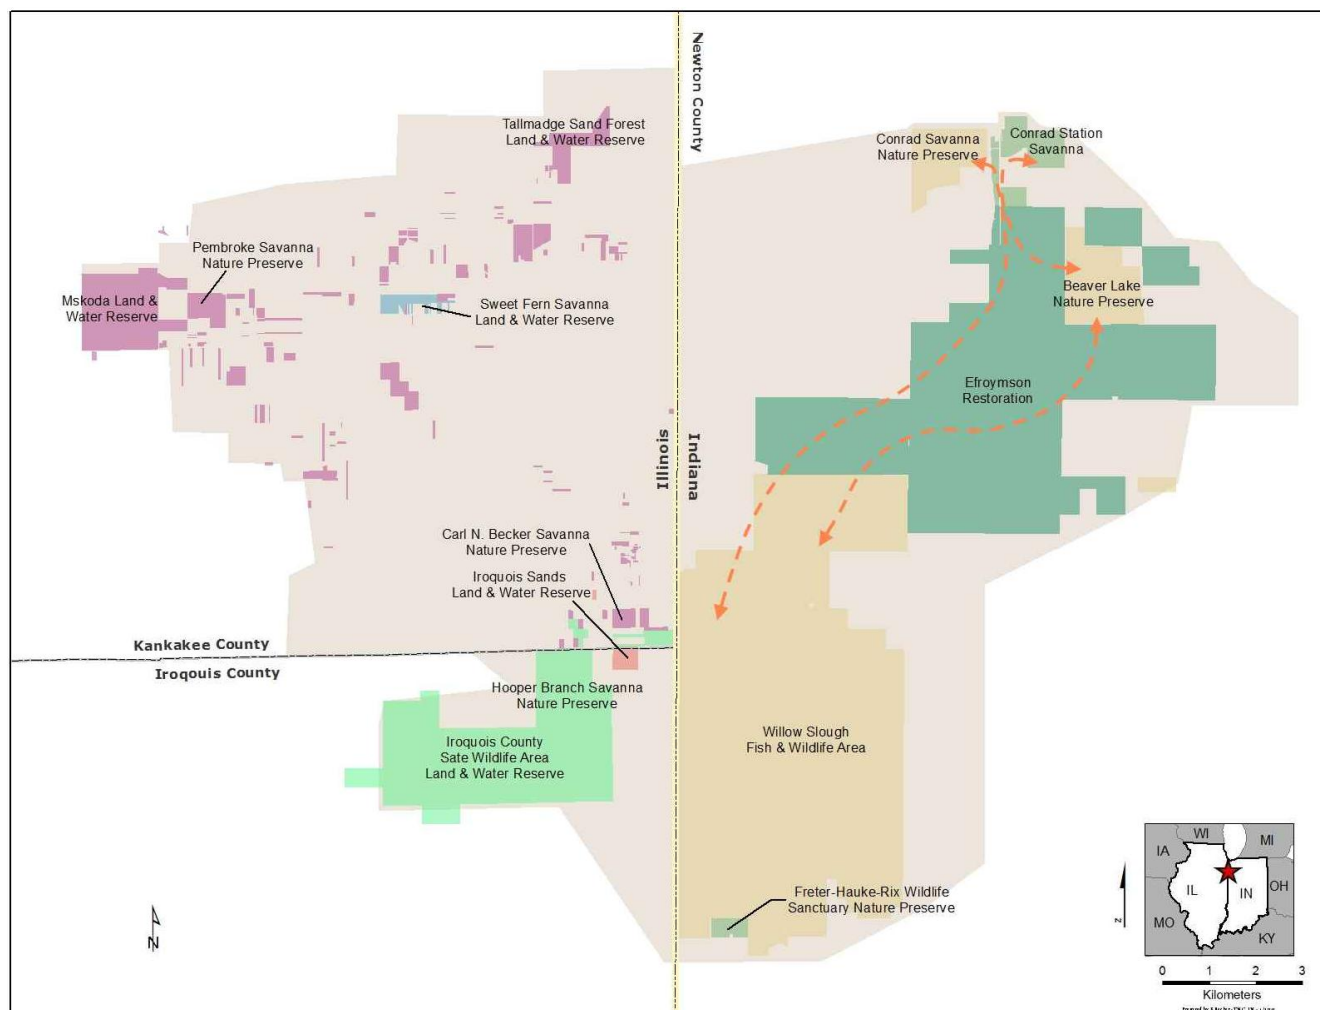 Newton County
Tallmadge Sand Forest
Land & Water Reserve
Conrad Savanna
Nature Preserve
Conrad Station
Savanna
Pembroke Savanna
Nature Preserve
Mskoda Land &
Water Reserve
Sweet Fern Savanna
Land & Water Reserve
Beaver Lake
Nature Preserve
Efroymson
Restoration
Illinois
Indiana
Carl N. Becker Savanna
Nature Preserve
Iroquois Sands
Land & Water Reserve
Kankakee County
Iroqouis County
Hooper Branch Savanna
Nature Preserve
Iroquois County
Sate Wildlife Area
Land & Water Reserve
Willow Slough
Fish & Wildlife Area
Freter-Hauke-Rix Wildlife
Sanctuary Nature Preserve
N
z
WI
MI
IA
IL
IN
OH
MO
KY
0 1 2 3
Kilometers